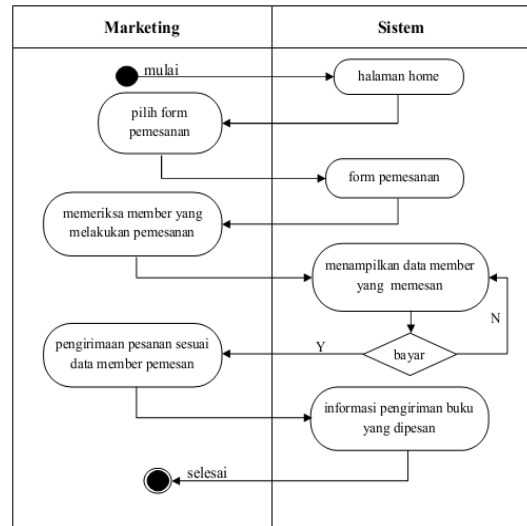 Marketing
Sistem
mulai
halaman home
pilih form
pemesanan
form pemesanan
memeriksa member yang
melakukan pemesanan
menampilkan data member
yang memesan
N
Y
bayar
pengirimaan pesanan sesuai
data member pemesan
informasi pengiriman buku
yang dipesan
selesai